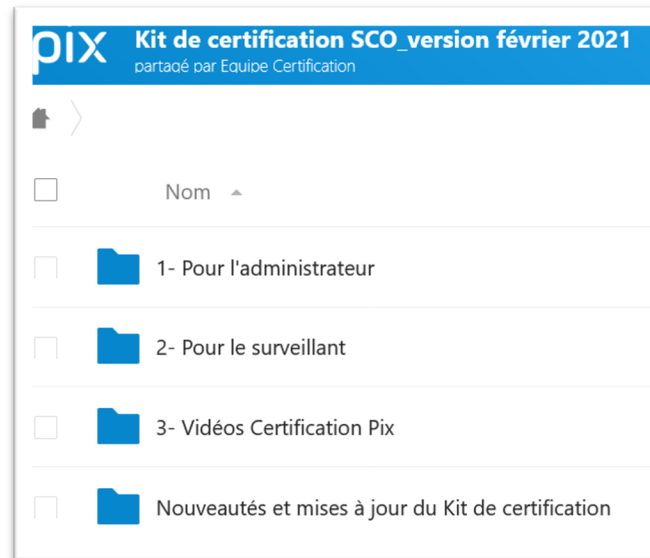 pix
Kit de certification SCO_version février 2021
partagé par Equipe Certification
Nom
1- Pour l'administrateur
2- Pour le surveillant
3- Vidéos Certification Pix
Nouveautés et mises à jour du Kit de certification